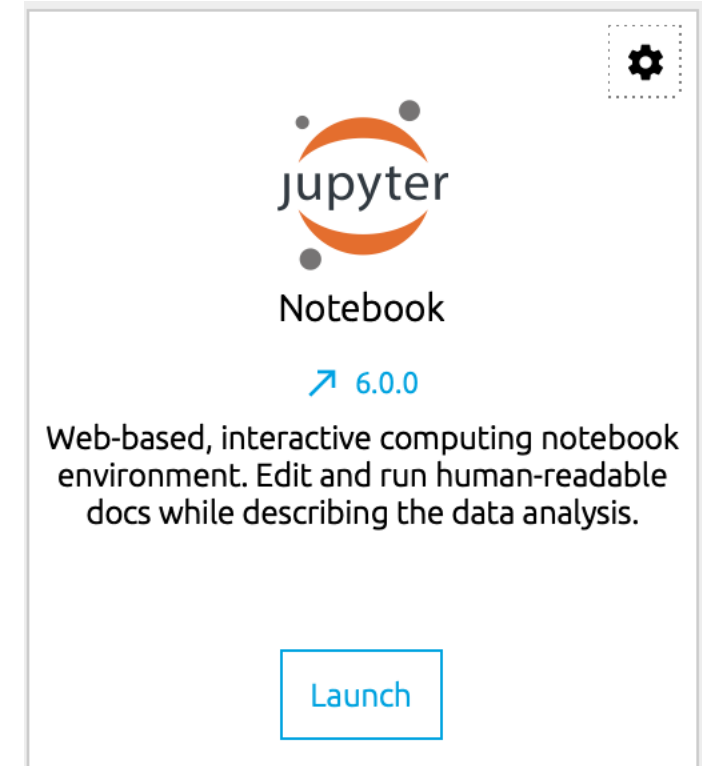 jupyter
Notebook
6.0.0
Web-based, interactive computing notebook
environment. Edit and run human-readable
docs while describing the data analysis.
Launch